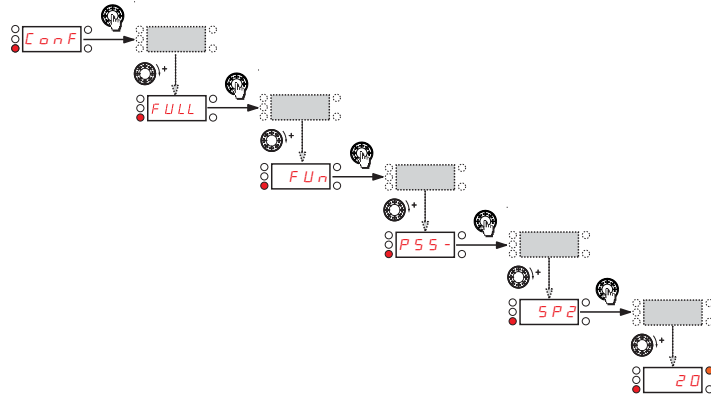 ConF
+
FULL
+
FUn
+
PSS-
+
SP2
+
20